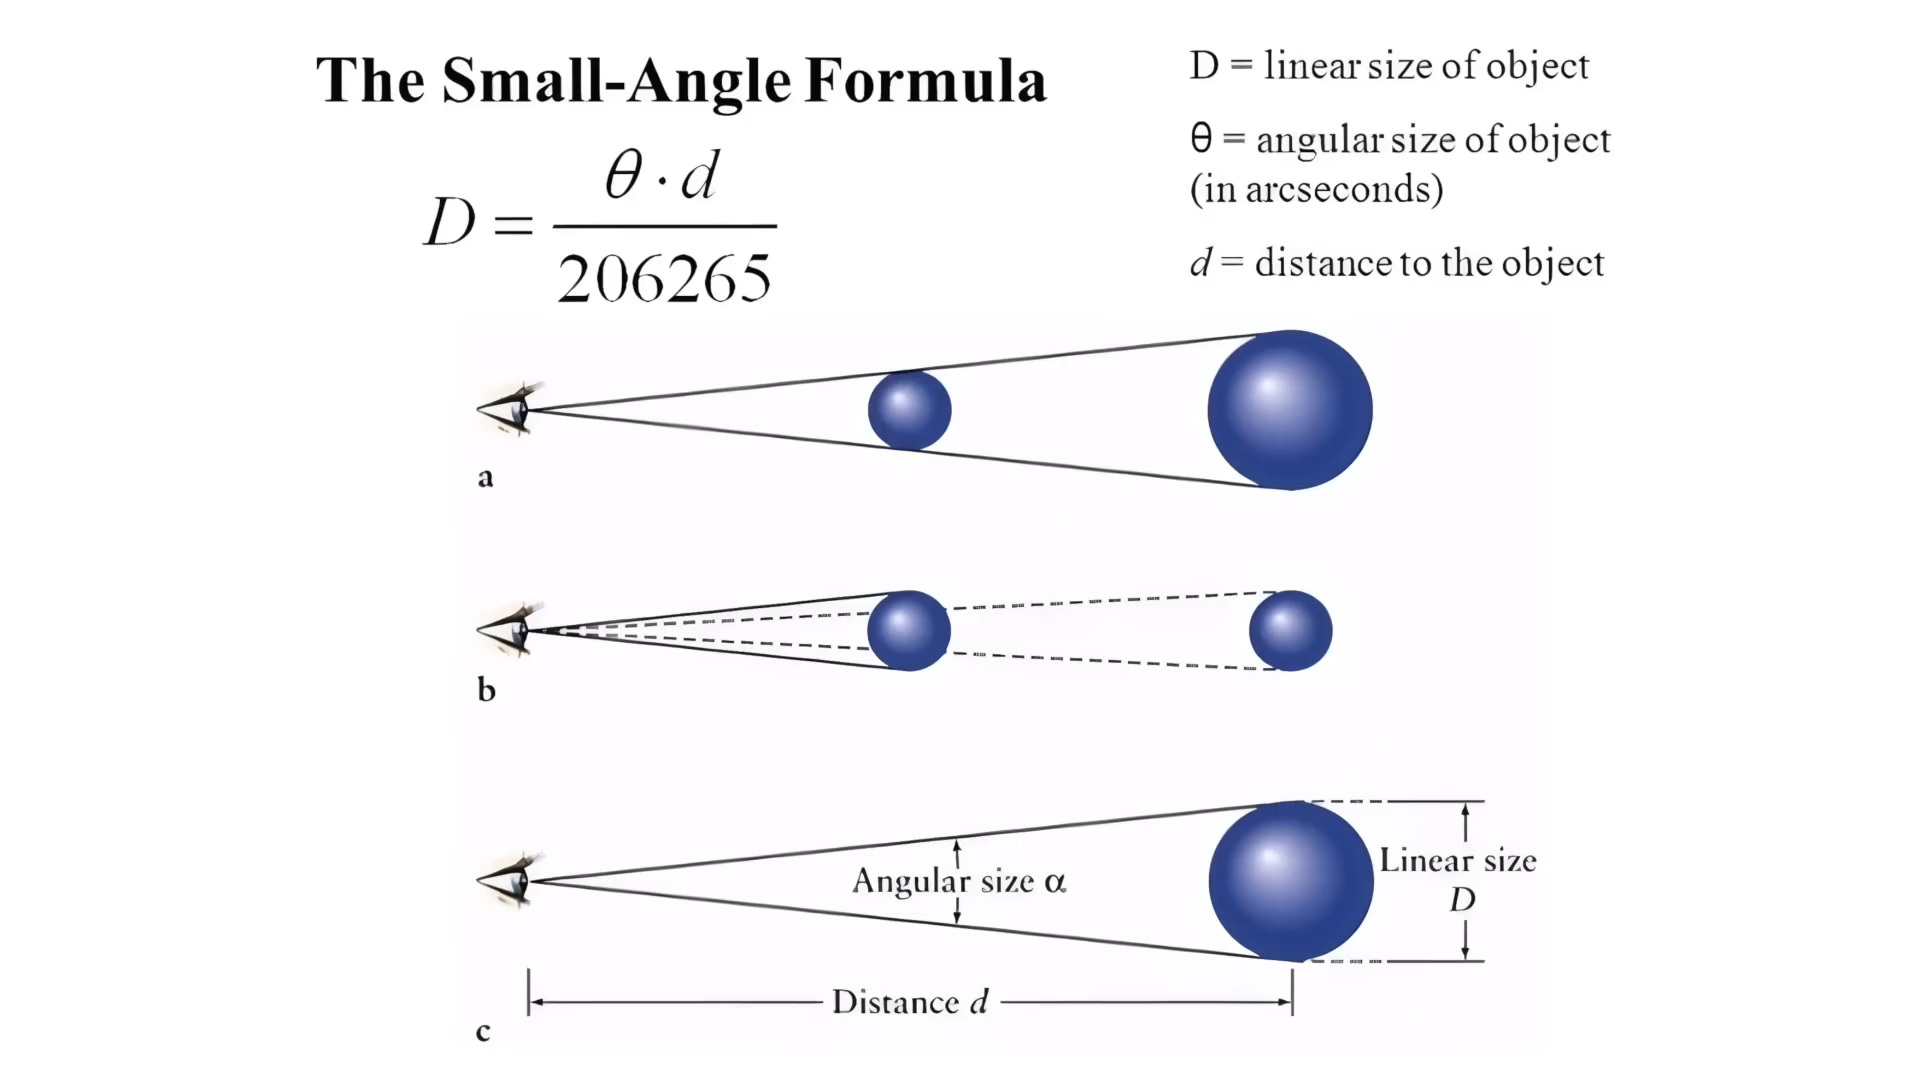 The Small-Angle Formula
D = θ · d / 206265
D = linear size of object
θ = angular size of object
(in arcseconds)
d = distance to the object
a
b
Angular size α
Linear size
D
Distance d
c